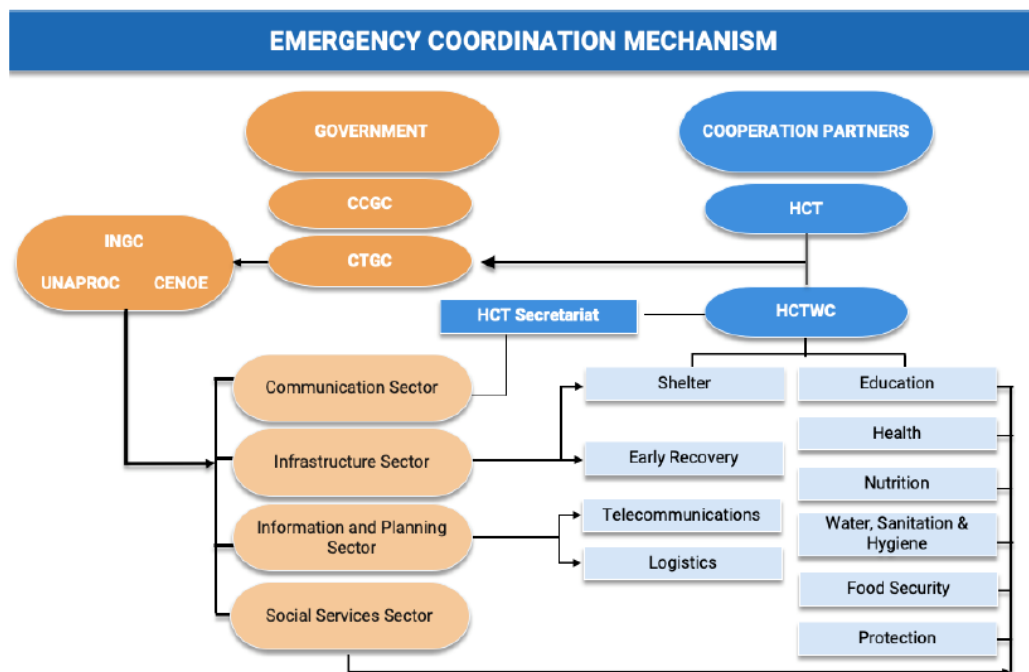 EMERGENCY COORDINATION MECHANISM
GOVERNMENT
COOPERATION PARTNERS
CCGC
HCT
INGC
UNAPROC CENOE
CTGC
HCT Secretariat
HCTWC
Communication Sector
Shelter
Education
Health
Infrastructure Sector
Early Recovery
Nutrition
Information and Planning
Sector
Telecommunications
Water, Sanitation &
Hygiene
Logistics
Food Security
Social Services Sector
Protection